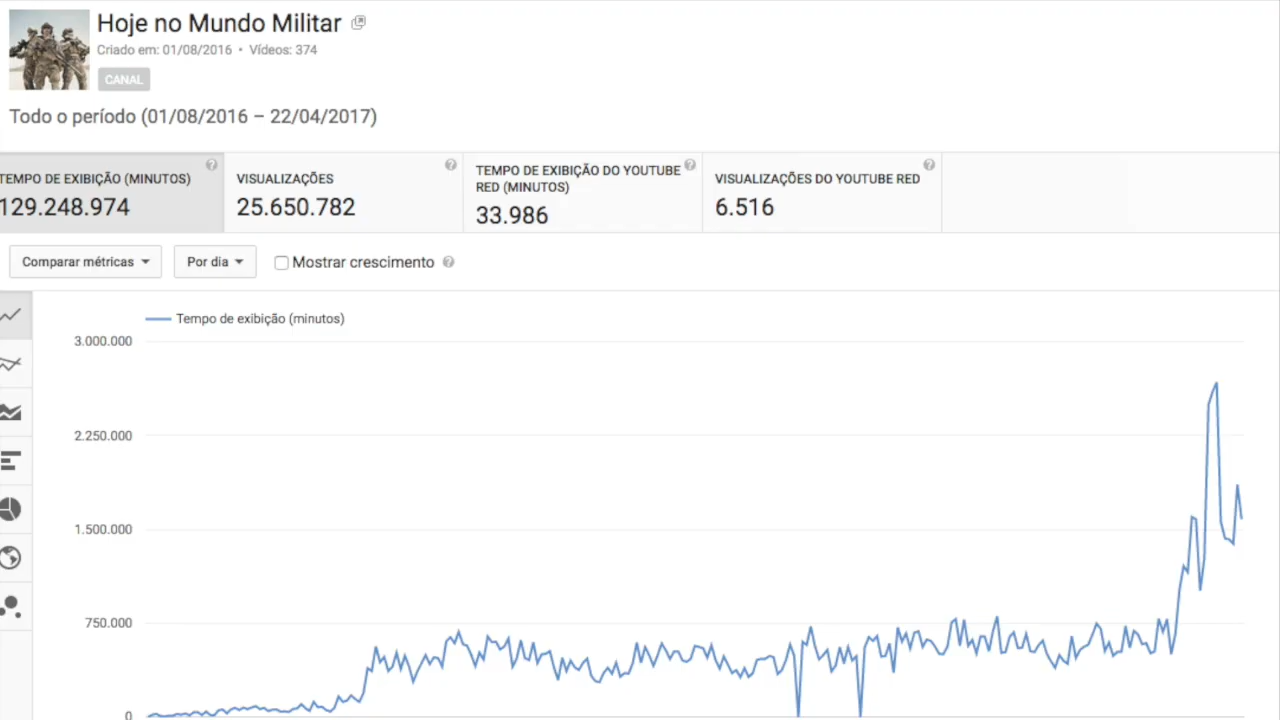 Hoje no Mundo Militar
Criado em: 01/08/2016 • Vídeos: 374
CANAL
Todo o período (01/08/2016 – 22/04/2017)
TEMPO DE EXIBIÇÃO (MINUTOS)
129.248.974
VISUALIZAÇÕES
25.650.782
TEMPO DE EXIBIÇÃO DO YOUTUBE
RED (MINUTOS)
33.986
VISUALIZAÇÕES DO YOUTUBE RED
6.516
Comparar métricas
Por dia
Mostrar crescimento
Tempo de exibição (minutos)
3.000.000
2.250.000
1.500.000
750.000
0